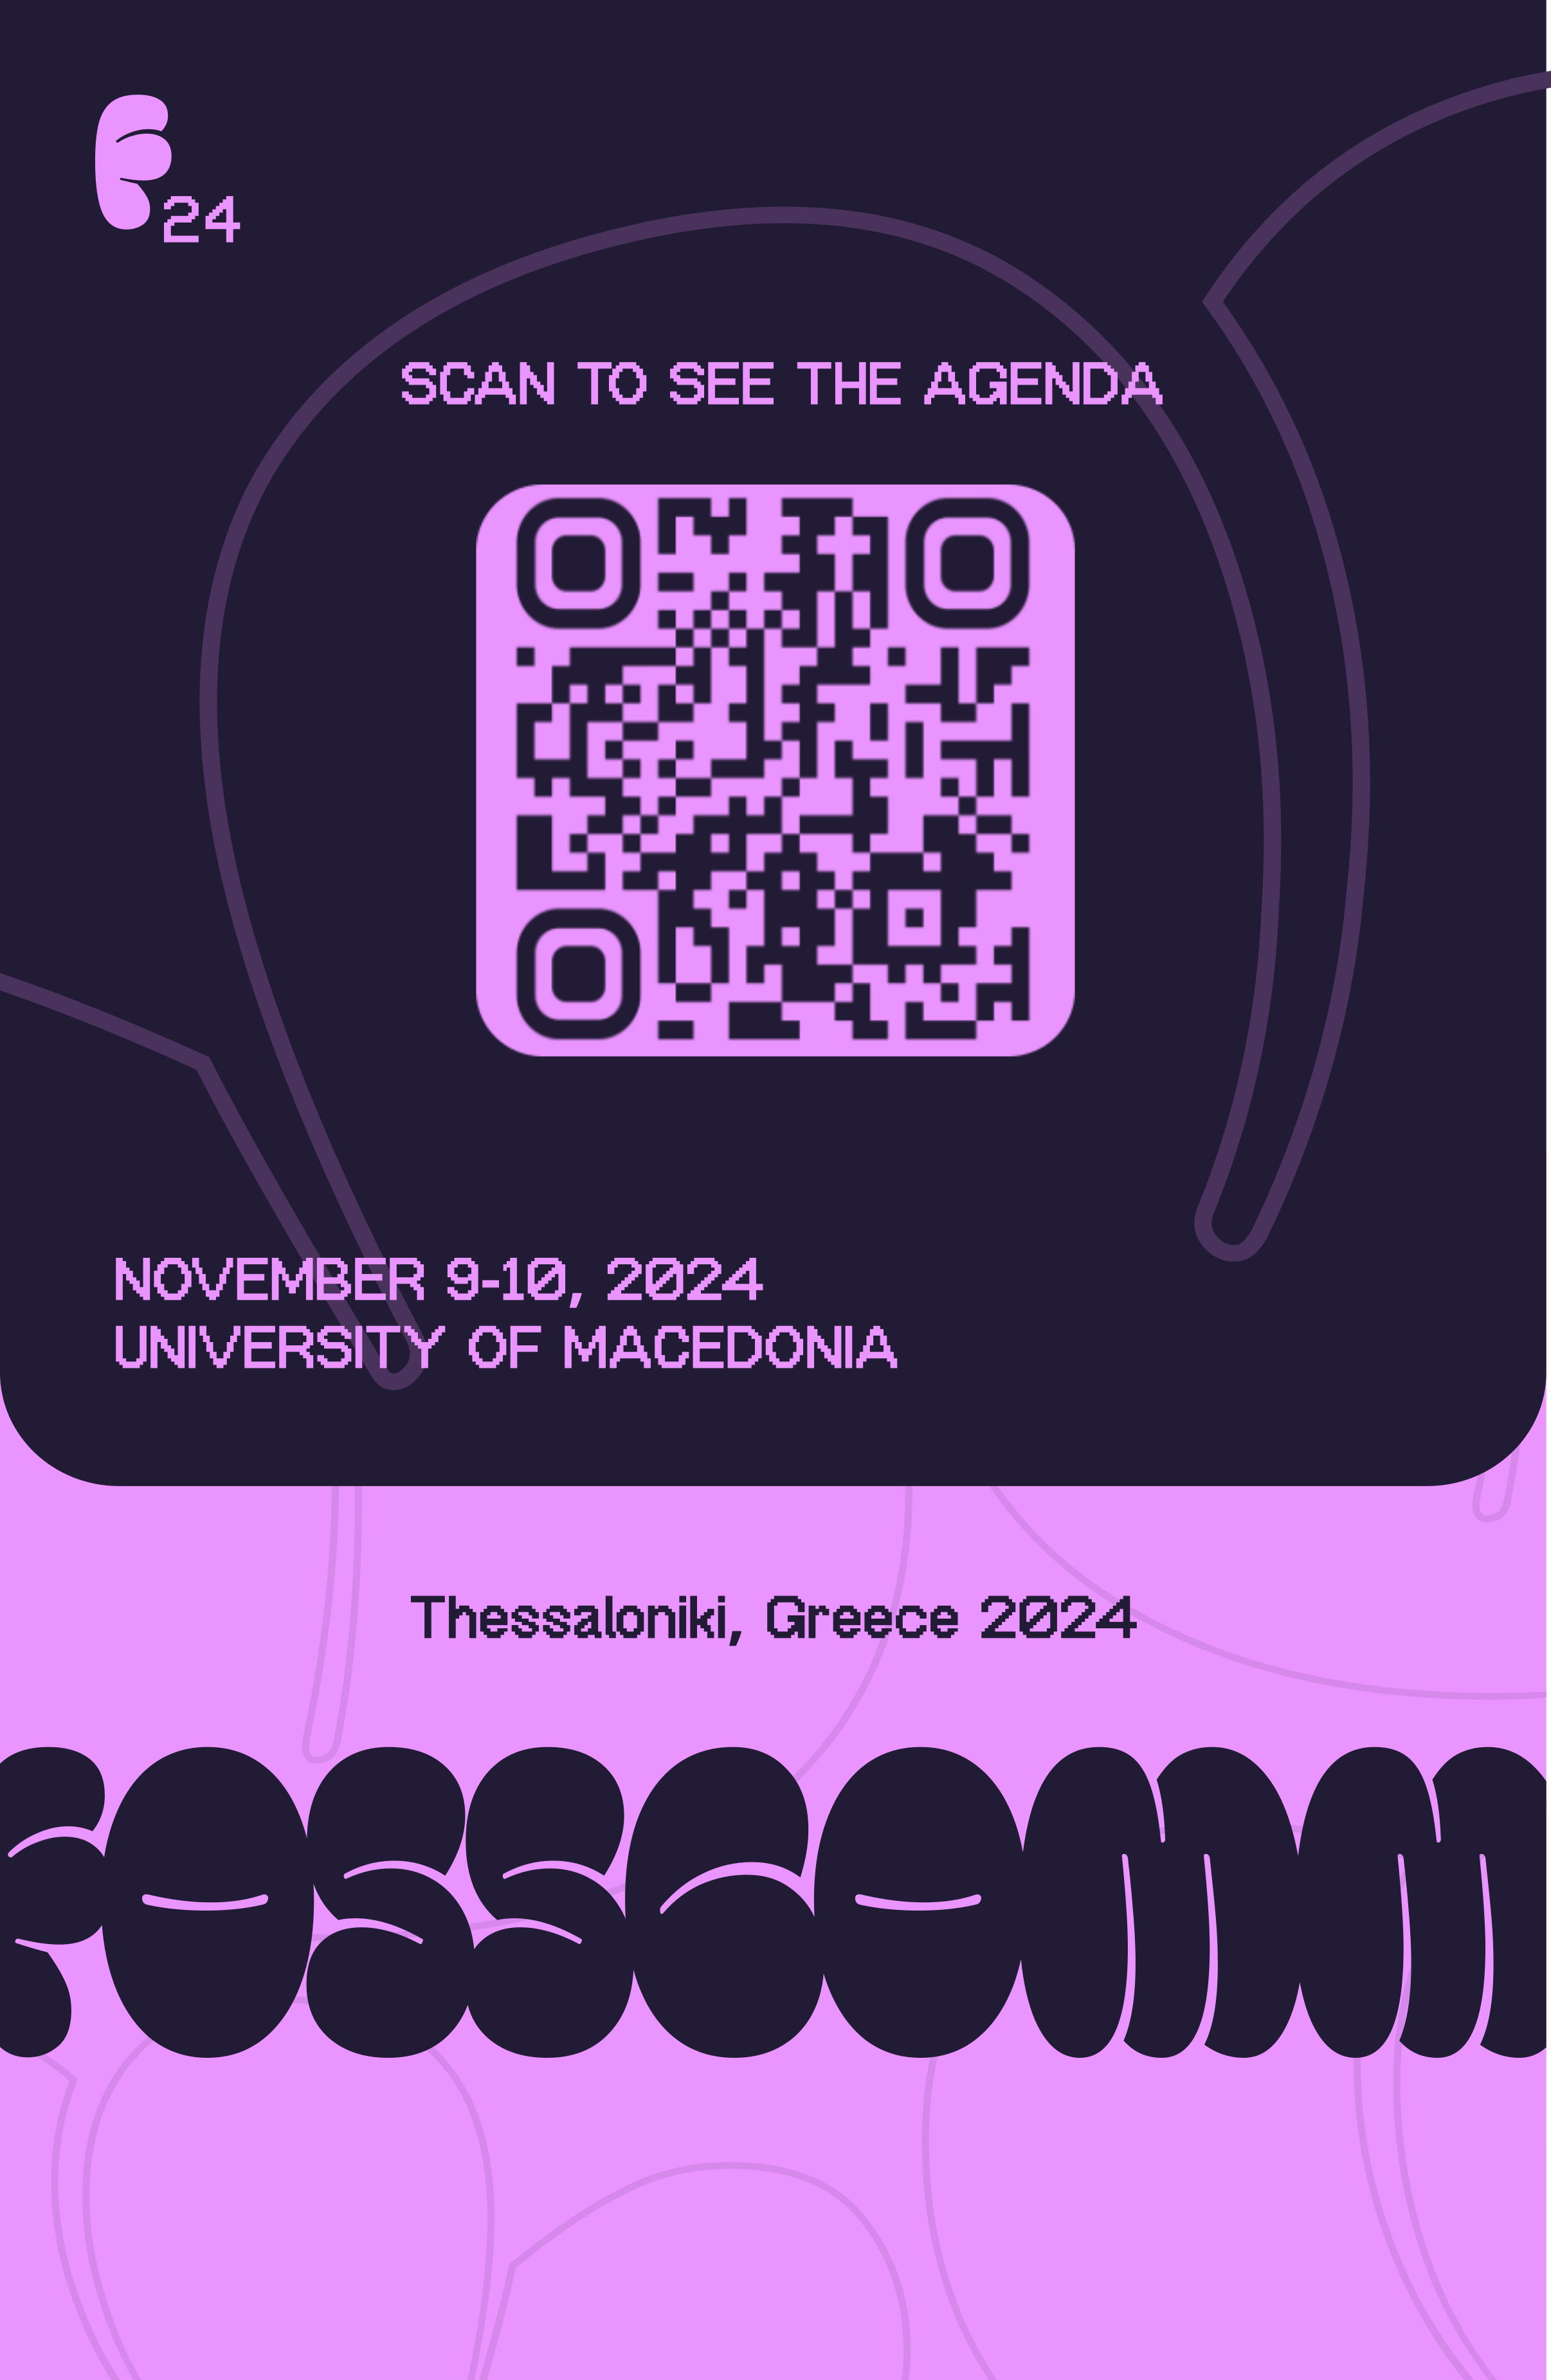 F
24
SCAN TO SEE THE AGENDA
NOVEMBER 9-10, 2024
UNIVERSITY OF MACEDONIA
Thessaloniki, Greece 2024
FOSSCOMM